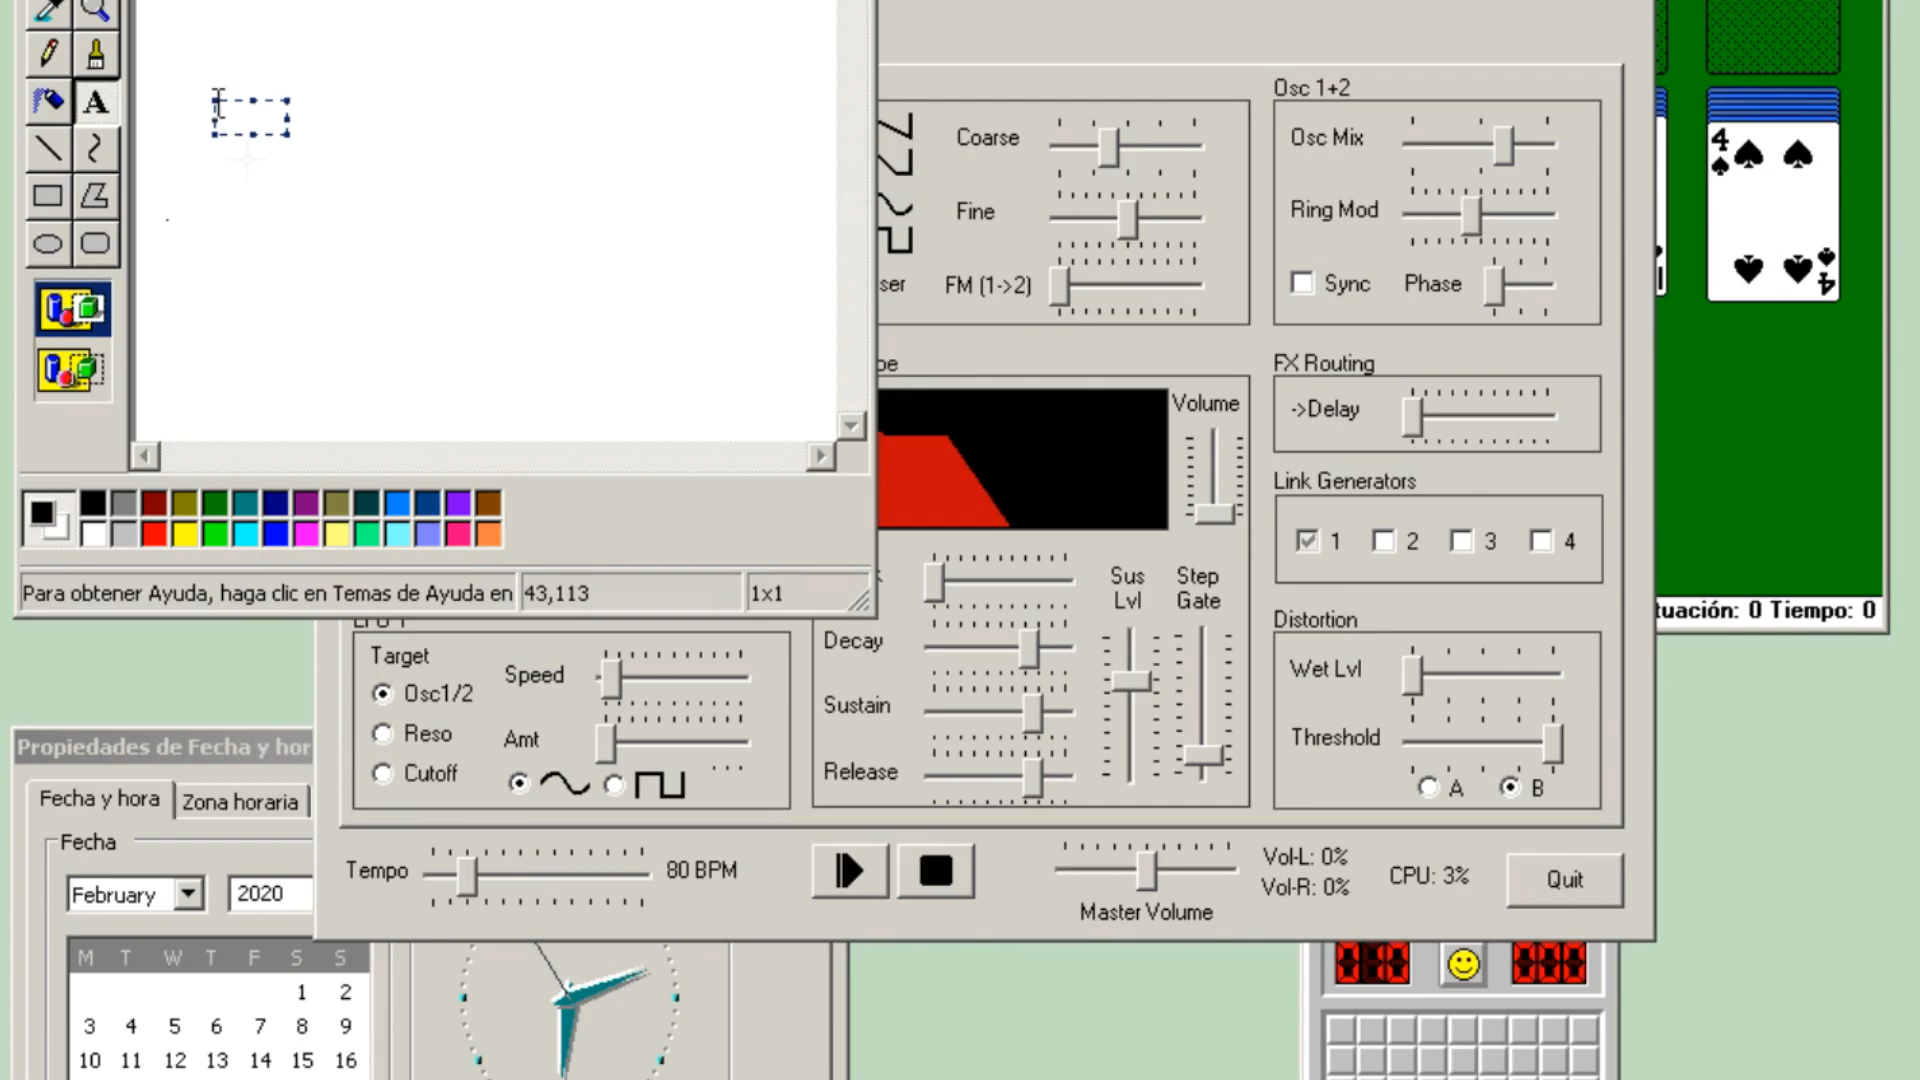 A
Para obtener Ayuda, haga clic en Temas de Ayuda en
43,113
1x1
Coarse
Fine
ser
FM (1->2)
Osc 1+2
Osc Mix
Ring Mod
Sync
Phase
4
4
FX Routing
->Delay
Volume
Link Generators
1
2
3
4
Sus
Lvl
Step
Gate
Decay
Sustain
Release
Distortion
Wet Lvl
Threshold
A
B
tuación: 0 Tiempo: 0
Target
Osc1/2
Reso
Cutoff
Speed
Amt
Tempo
80 BPM
Master Volume
Vol-L: 0%
Vol-R: 0%
CPU: 3%
Quit
Propiedades de Fecha y hor
Fecha y hora
Zona horaria
Fecha
February
2020
M T W T F S S
1 2
3 4 5 6 7 8 9
10 11 12 13 14 15 16